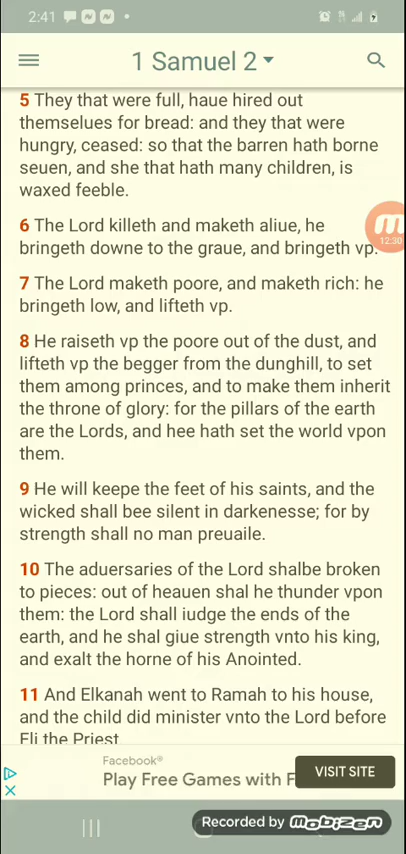 2:41
1 Samuel 2
5 They that were full, haue hired out
themselues for bread: and they that were
hungry, ceased: so that the barren hath borne
seuen, and she that hath many children, is
waxed feeble.
6 The Lord killeth and maketh aliue, he
bringeth downe to the graue, and bringeth vp.
12:30
7 The Lord maketh poore, and maketh rich: he
bringeth low, and lifteth vp.
8 He raiseth vp the poore out of the dust, and
lifteth vp the begger from the dunghill, to set
them among princes, and to make them inherit
the throne of glory: for the pillars of the earth
are the Lords, and hee hath set the world vpon
them.
9 He will keepe the feet of his saints, and the
wicked shall bee silent in darkenesse; for by
strength shall no man preuaile.
10 The aduersaries of the Lord shalbe broken
to pieces: out of heauen shal he thunder vpon
them: the Lord shall iudge the ends of the
earth, and he shal giue strength vnto his king,
and exalt the horne of his Anointed.
11 And Elkanah went to Ramah to his house,
and the child did minister vnto the Lord before
Eli the Priest
Facebook®
Play Free Games with F
VISIT SITE
Recorded by mobizen